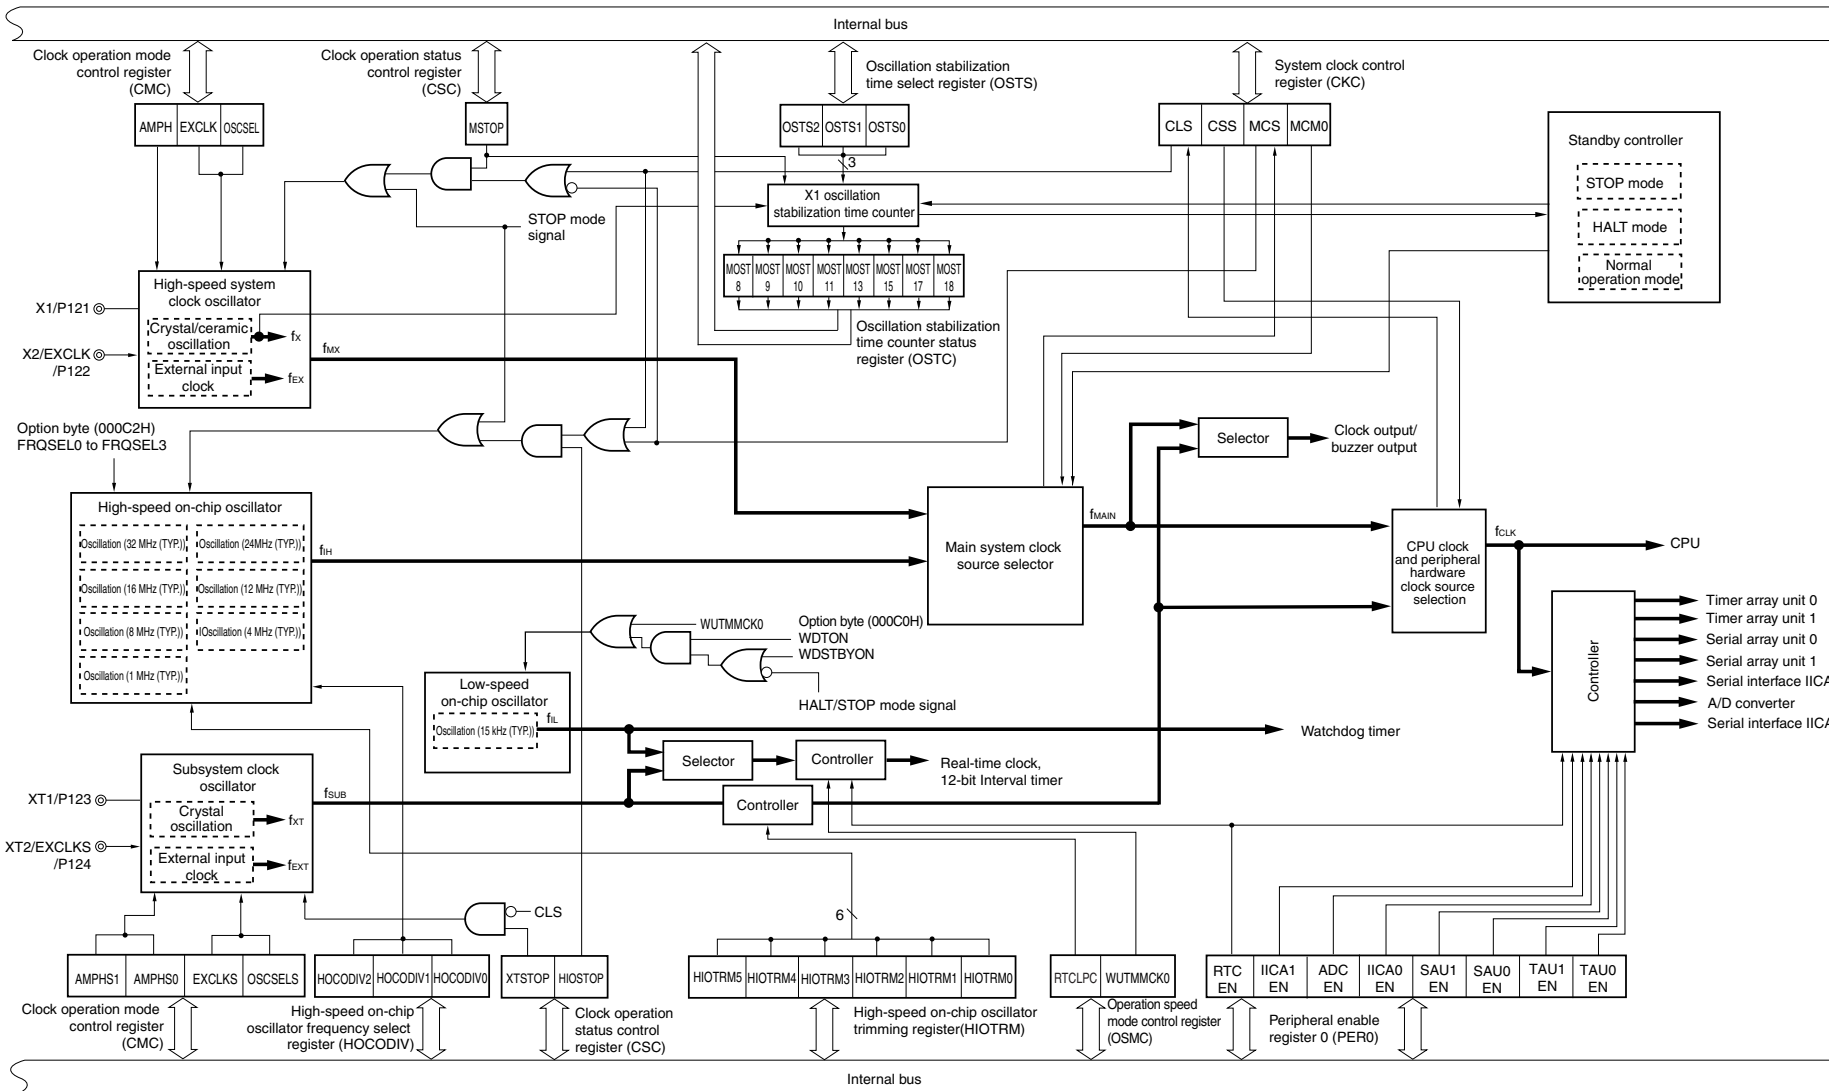 Internal bus
Clock operation mode
control register
(CMC)
Clock operation status
control register
(CSC)
Oscillation stabilization
time select register (OSTS)
System clock control
register (CKC)
AMPH EXCLK OSCSEL
MSTOP
OSTS2 OSTS1 OSTS0
CLS CSS MCS MCM0
3
Standby controller
STOP mode
HALT mode
Normal
operation mode
X1 oscillation
stabilization time counter
STOP mode
signal
MOST MOST MOST MOST MOST MOST MOST MOST
8 9 10 11 13 15 17 18
Oscillation stabilization
time counter status
register (OSTC)
High-speed system
clock oscillator
X1/P121
Crystal/ceramic
oscillation
fX
fMX
X2/EXCLK
/P122
External input
clock
fEX
Option byte (000C2H)
FRQSEL0 to FRQSEL3
Selector
Clock output/
buzzer output
High-speed on-chip oscillator
Oscillation (32 MHz (TYP.)) Oscillation (24MHz (TYP.))
Oscillation (16 MHz (TYP.)) Oscillation (12 MHz (TYP.))
Oscillation (8 MHz (TYP.)) IOscillation (4 MHz (TYP.))
Oscillation (1 MHz (TYP.))
fIH
Main system clock
source selector
fMAIN
CPU clock
and peripheral
hardware
clock source
selection
fCLK
CPU
Controller
Timer array unit 0
Timer array unit 1
Serial array unit 0
Serial array unit 1
Serial interface IICA
A/D converter
Serial interface IICA
WUTMMCK0
Option byte (000C0H)
WDTON
WDSTBYON
HALT/STOP mode signal
Low-speed
on-chip oscillator
Oscillation (15 kHz (TYP.))
fIL
Watchdog timer
Selector
Controller
Real-time clock,
12-bit Interval timer
Controller
Subsystem clock
oscillator
XT1/P123
Crystal
oscillation
fXT
fSUB
XT2/EXCLKS
/P124
External input
clock
fEXT
CLS
6
AMPHS1 AMPHS0 EXCLKS OSCSELS
HOCODIV2 HOCODIV1 HOCODIV0
XTSTOP HIOSTOP
HIOTRM5 HIOTRM4 HIOTRM3 HIOTRM2 HIOTRM1 HIOTRM0
RTCLPC WUTMMCK0
RTC IICA1 ADC IICA0 SAU1 SAU0 TAU1 TAU0
EN EN EN EN EN EN EN EN
Clock operation mode
control register
(CMC)
High-speed on-chip
oscillator frequency select
register (HOCODIV)
Clock operation
status control
register (CSC)
High-speed on-chip oscillator
trimming register(HIOTRM)
Operation speed
mode control register
(OSMC)
Peripheral enable
register 0 (PER0)
Internal bus